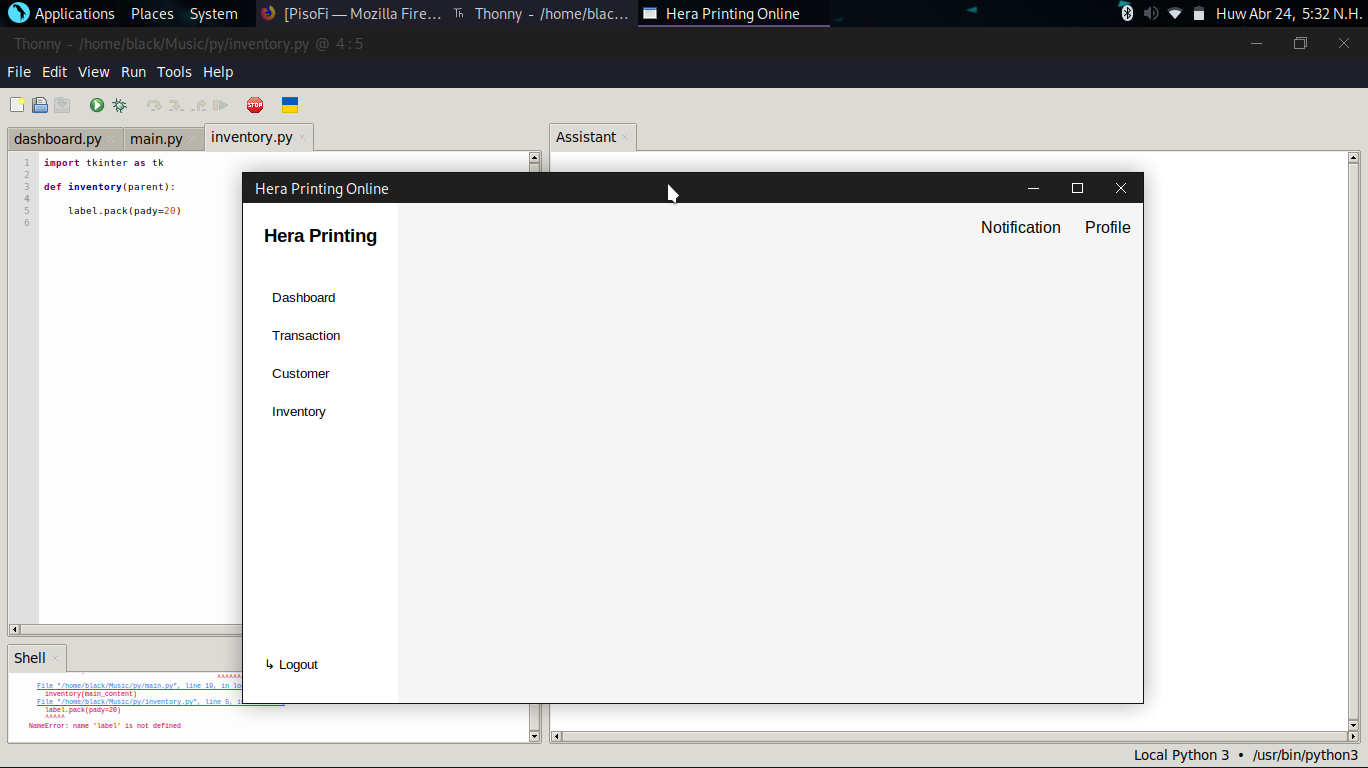 Applications Places System [PisoFi — Mozilla Fire... Thonny - /home/blac... Hera Printing Online Huw Abr 24, 5:32 N.H.
Thonny - /home/black/Music/py/inventory.py @ 4 : 5
File Edit View Run Tools Help
STOP
dashboard.py main.py inventory.py
Assistant
1 import tkinter as tk
2
3 def inventory(parent):
4
5 label.pack(pady=20)
6
Hera Printing Online
Hera Printing
Notification Profile
Dashboard
Transaction
Customer
Inventory
↳ Logout
Shell
^^^^^^
File "/home/black/Music/py/main.py", line 19, in lo
inventory(main_content)
File "/home/black/Music/py/inventory.py", line 5, i
label.pack(pady=20)
^^^^^
NameError: name 'label' is not defined
Local Python 3 • /usr/bin/python3